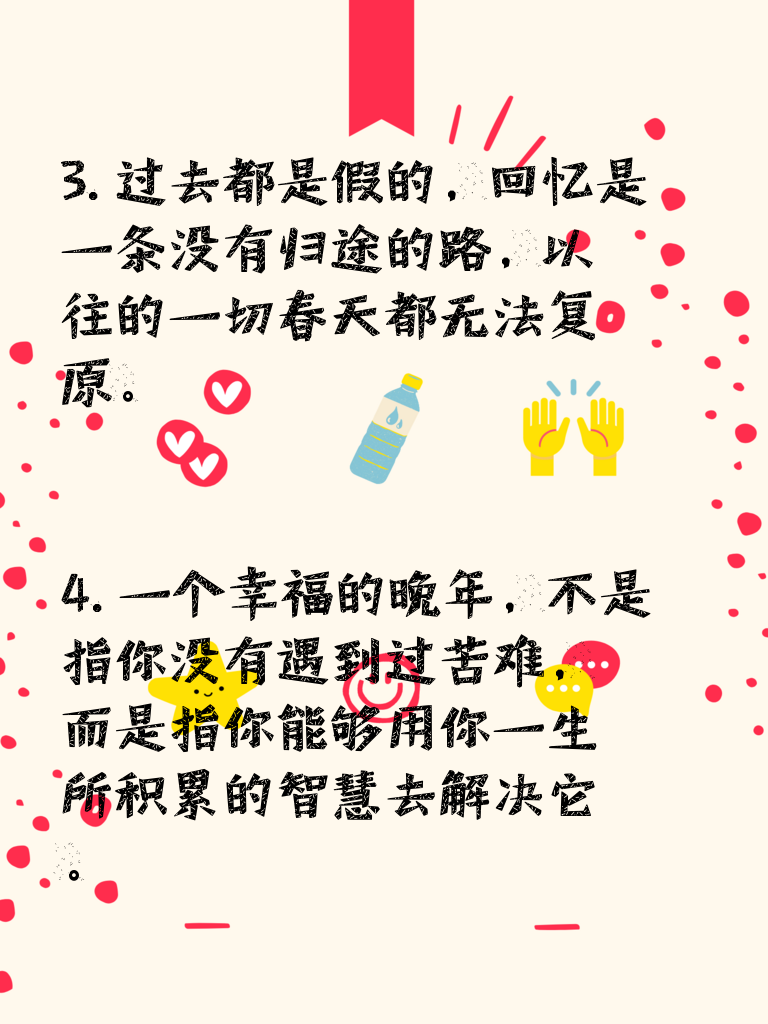 3. 过去都是假的，回忆是
一条没有归途的路，以
往的一切春天都无法复
原。
4. 一个幸福的晚年，不是
指你没有遇到过苦难，
而是指你能够用你一生
所积累的智慧去解决它
。